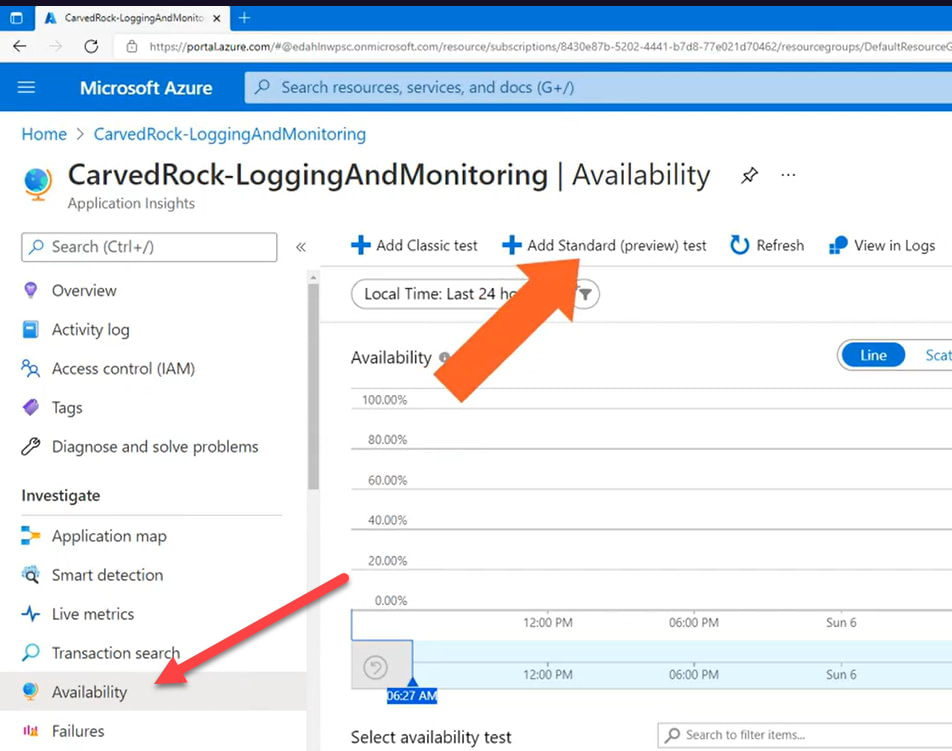 CarvedRock-LoggingAndMonito
https://portal.azure.com/#@edahlnwpsc.onmicrosoft.com/resource/subscriptions/8430e87b-5202-4441-b7d8-77e021d70462/resourcegroups/DefaultResourceG
Microsoft Azure
Search resources, services, and docs (G+/)
Home > CarvedRock-LoggingAndMonitoring
CarvedRock-LoggingAndMonitoring | Availability
Application Insights
Search (Ctrl+/)
Overview
Activity log
Access control (IAM)
Tags
Diagnose and solve problems
Investigate
Application map
Smart detection
Live metrics
Transaction search
Availability
Failures
Add Classic test
Add Standard (preview) test
Refresh
View in Logs
Local Time: Last 24 ho
Availability
Line
Scat
100.00%
80.00%
60.00%
40.00%
20.00%
0.00%
12:00 PM
06:00 PM
Sun 6
12:00 PM
06:00 PM
Sun 6
06:27 AM
Select availability test
Search to filter items...